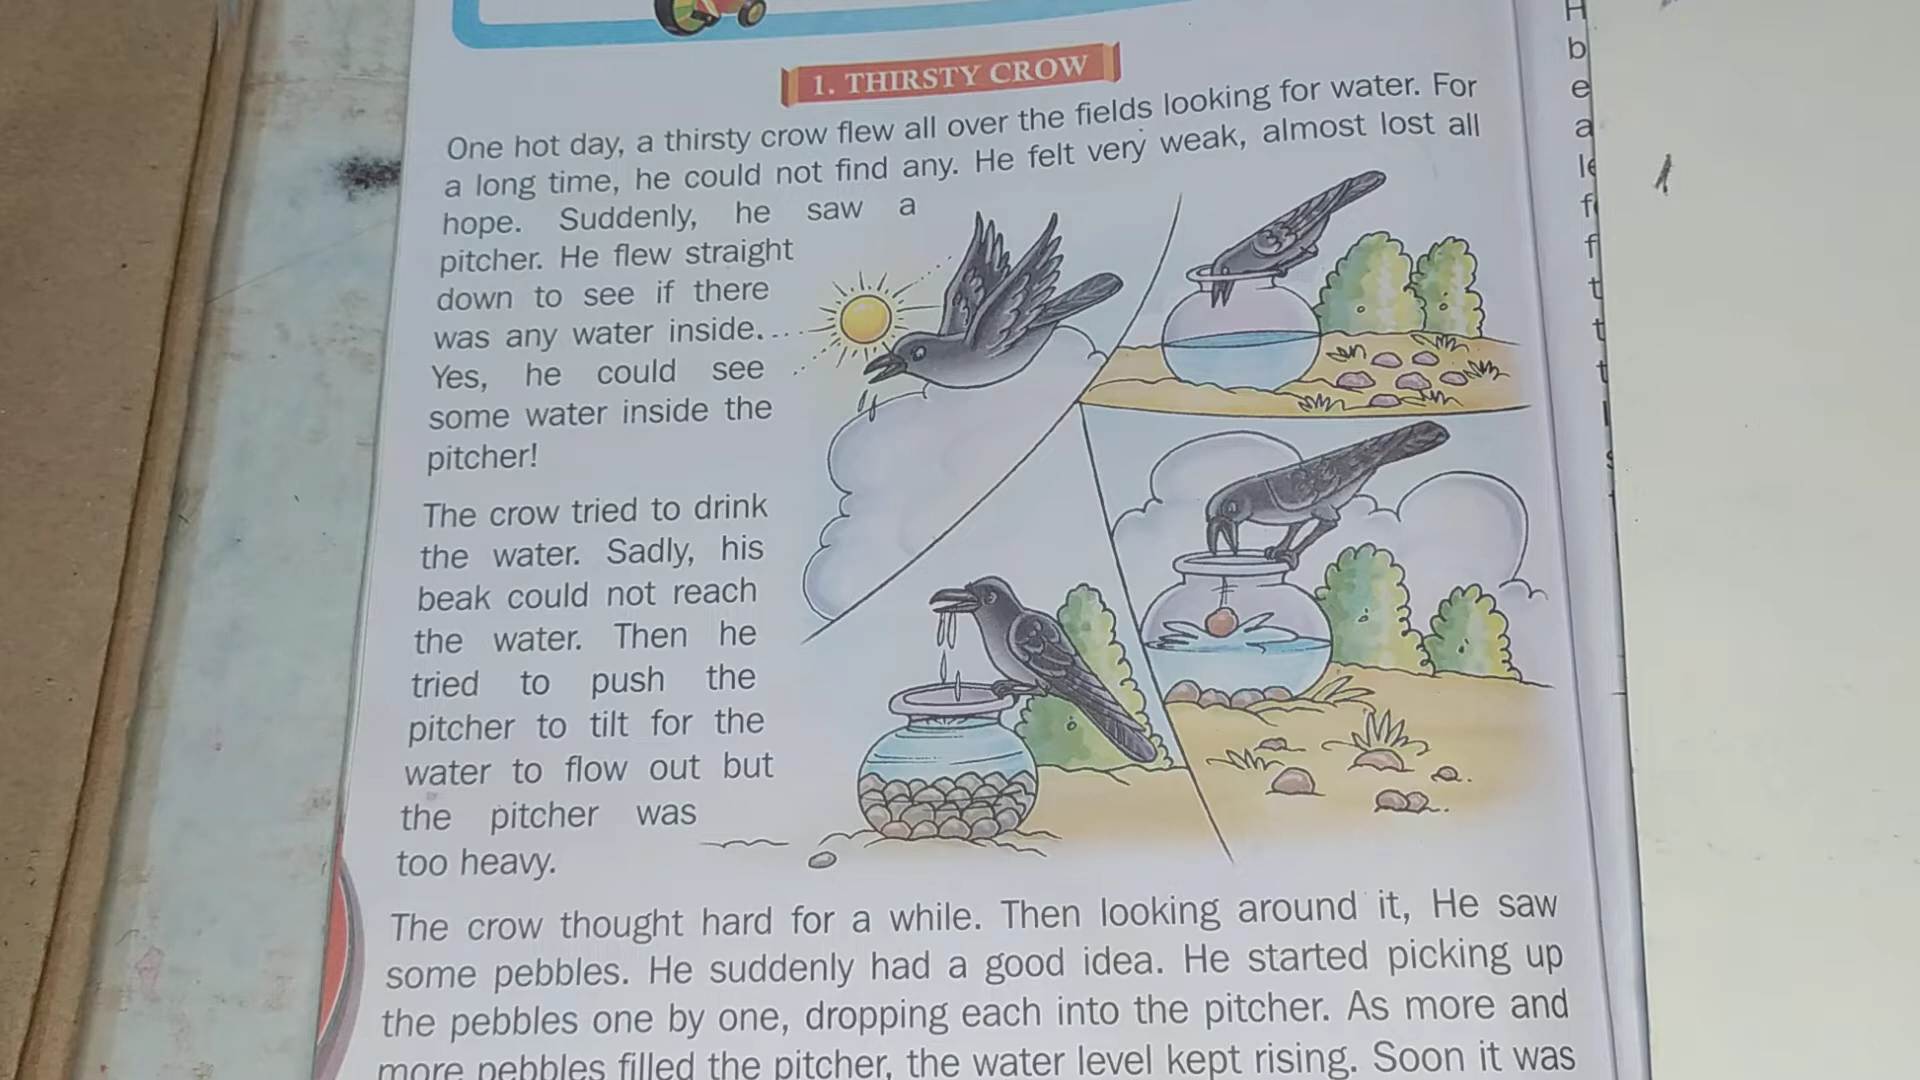 1. THIRSTY CROW
One hot day, a thirsty crow flew all over the fields looking for water. For
a long time, he could not find any. He felt very weak, almost lost all
hope. Suddenly, he saw a
pitcher. He flew straight
down to see if there
was any water inside.
Yes, he could see
some water inside the
pitcher!
The crow tried to drink
the water. Sadly, his
beak could not reach
the water. Then he
tried to push the
pitcher to tilt for the
water to flow out but
the pitcher was
too heavy.
The crow thought hard for a while. Then looking around it, He saw
some pebbles. He suddenly had a good idea. He started picking up
the pebbles one by one, dropping each into the pitcher. As more and
more pebbles filled the pitcher, the water level kept rising. Soon it was